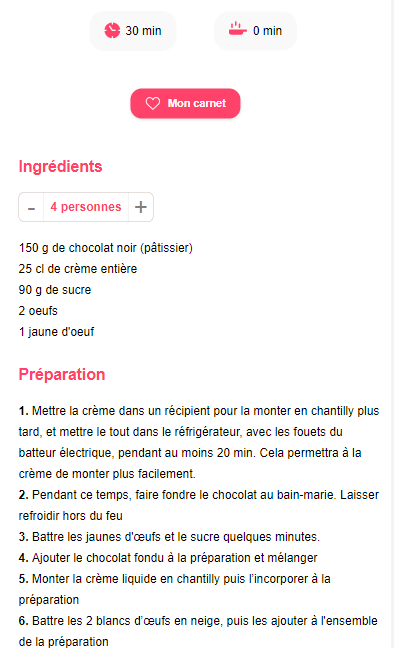 30 min
0 min
Mon carnet
Ingrédients
- 4 personnes +
150 g de chocolat noir (pâtissier)
25 cl de crème entière
90 g de sucre
2 oeufs
1 jaune d'oeuf
Préparation
1. Mettre la crème dans un récipient pour la monter en chantilly plus
tard, et mettre le tout dans le réfrigérateur, avec les fouets du
batteur électrique, pendant au moins 20 min. Cela permettra à la
crème de monter plus facilement.
2. Pendant ce temps, faire fondre le chocolat au bain-marie. Laisser
refroidir hors du feu
3. Battre les jaunes d'œufs et le sucre quelques minutes.
4. Ajouter le chocolat fondu à la préparation et mélanger
5. Monter la crème liquide en chantilly puis l’incorporer à la
préparation
6. Battre les 2 blancs d’œufs en neige, puis les ajouter à l'ensemble
de la préparation